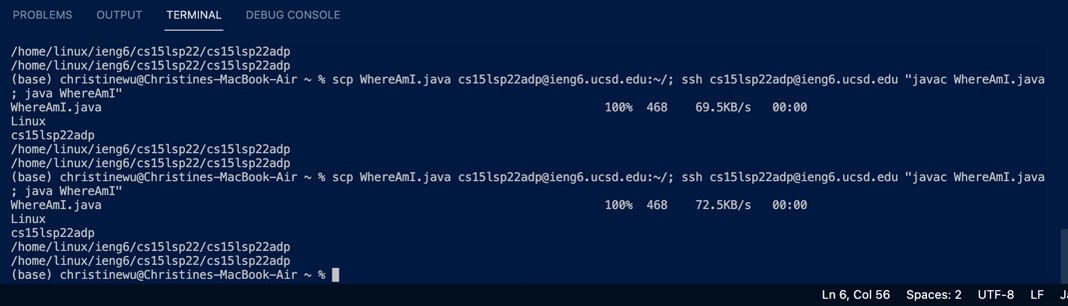 PROBLEMS OUTPUT TERMINAL DEBUG CONSOLE
/home/linux/ieng6/cs15lsp22/cs15lsp22adp
/home/linux/ieng6/cs15lsp22/cs15lsp22adp
(base) christinewu@Christines-MacBook-Air ~ % scp WhereAmI.java cs15lsp22adp@ieng6.ucsd.edu:~/; ssh cs15lsp22adp@ieng6.ucsd.edu "javac WhereAmI.java
; java WhereAmI"
WhereAmI.java 100% 468 69.5KB/s 00:00
Linux
cs15lsp22adp
/home/linux/ieng6/cs15lsp22/cs15lsp22adp
/home/linux/ieng6/cs15lsp22/cs15lsp22adp
(base) christinewu@Christines-MacBook-Air ~ % scp WhereAmI.java cs15lsp22adp@ieng6.ucsd.edu:~/; ssh cs15lsp22adp@ieng6.ucsd.edu "javac WhereAmI.java
; java WhereAmI"
WhereAmI.java 100% 468 72.5KB/s 00:00
Linux
cs15lsp22adp
/home/linux/ieng6/cs15lsp22/cs15lsp22adp
/home/linux/ieng6/cs15lsp22/cs15lsp22adp
(base) christinewu@Christines-MacBook-Air ~ %
Ln 6, Col 56 Spaces: 2 UTF-8 LF